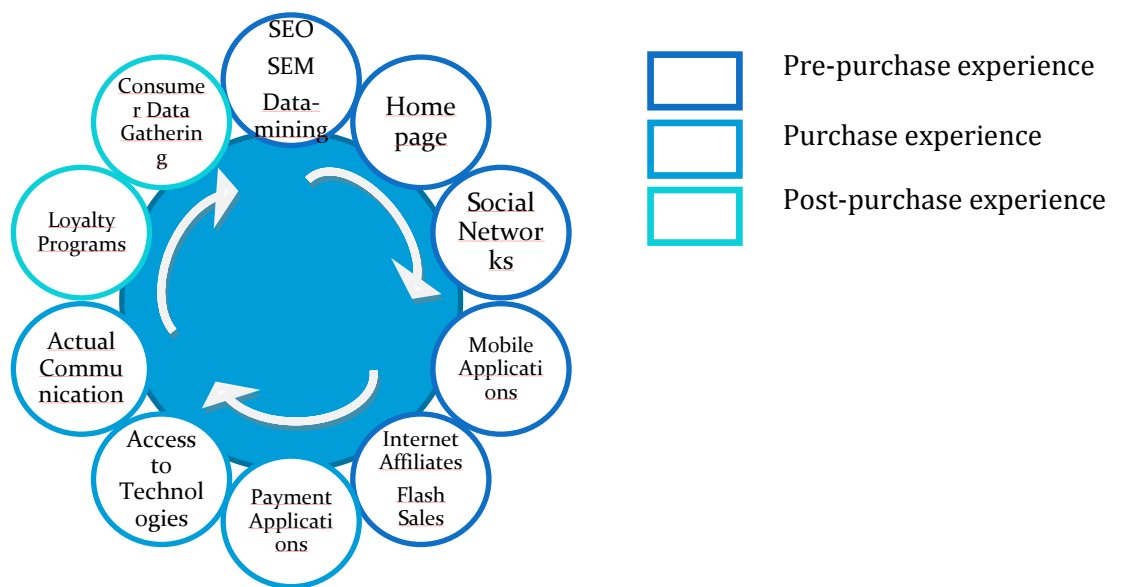 SEO
SEM
Data-
mining
Home
page
Social
Networ
ks
Mobile
Applicati
ons
Internet
Affiliates
Flash
Sales
Payment
Applicati
ons
Access
to
Technol
ogies
Actual
Commu
nication
Loyalty
Programs
Consume
r Data
Gatherin
g
Pre-purchase experience
Purchase experience
Post-purchase experience